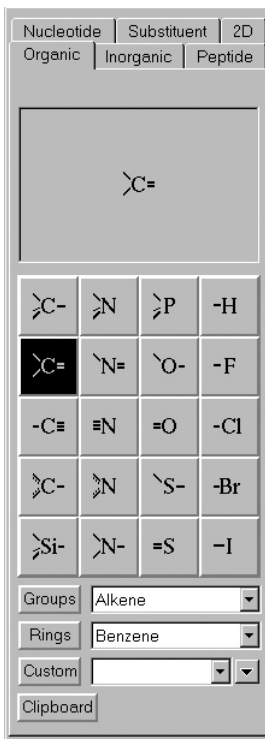 Nucleotide Substituent 2D
Organic Inorganic Peptide
C=
C- N P -H
C= N= O- -F
-C≡ ≡N =O -Cl
C- N S- -Br
Si- N- =S -I
Groups Alkene
Rings Benzene
Custom
Clipboard